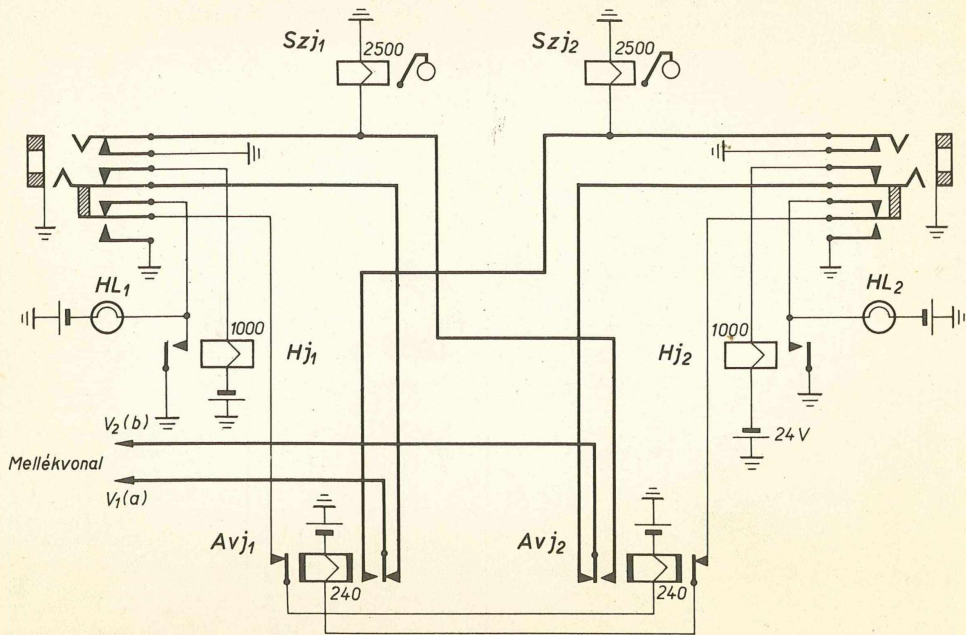 Szj1
2500
Szj2
2500
HL1
HL2
1000
Hj1
Hj2
1000
24V
V2(b)
Mellékvonal
V1(a)
Avj1
240
Avj2
240